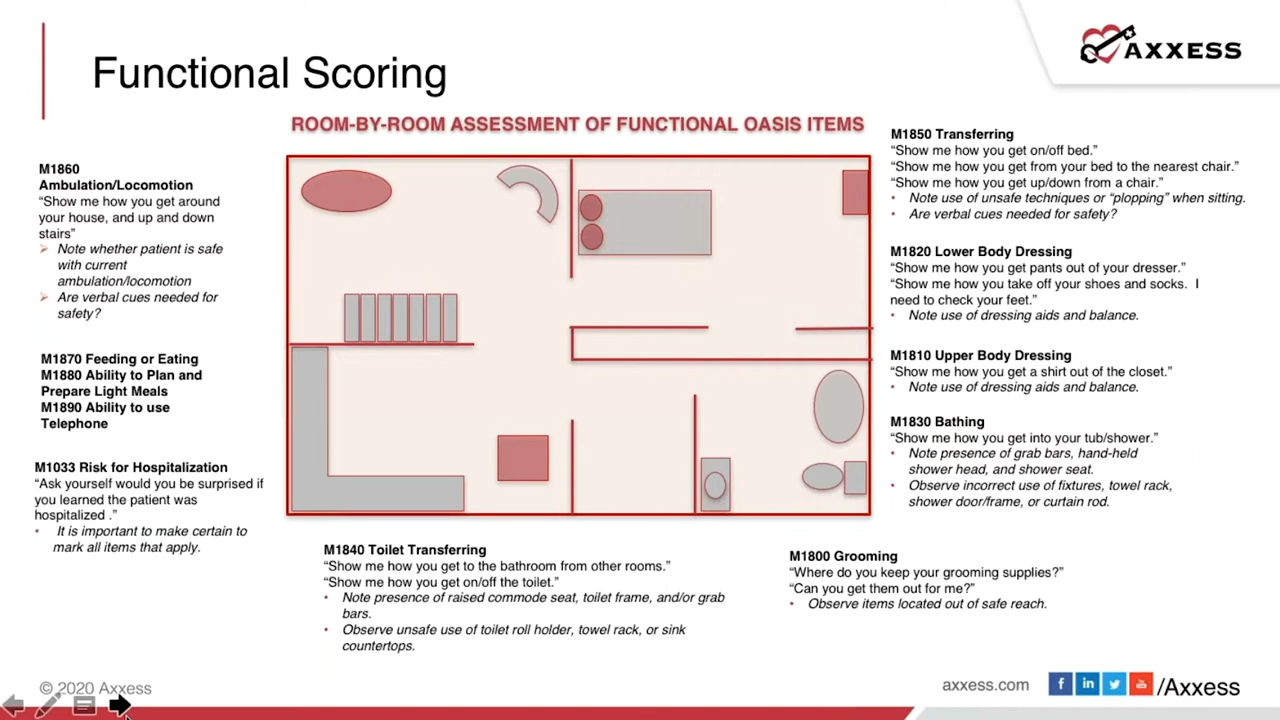 Functional Scoring
AXXESS
ROOM-BY-ROOM ASSESSMENT OF FUNCTIONAL OASIS ITEMS
M1860
Ambulation/Locomotion
“Show me how you get around
your house, and up and down
stairs”
Note whether patient is safe
with current
ambulation/locomotion
Are verbal cues needed for
safety?
M1870 Feeding or Eating
M1880 Ability to Plan and
Prepare Light Meals
M1890 Ability to use
Telephone
M1033 Risk for Hospitalization
“Ask yourself would you be surprised if
you learned the patient was
hospitalized .”
• It is important to make certain to
mark all items that apply.
M1840 Toilet Transferring
“Show me how you get to the bathroom from other rooms.”
“Show me how you get on/off the toilet.”
• Note presence of raised commode seat, toilet frame, and/or grab
bars.
• Observe unsafe use of toilet roll holder, towel rack, or sink
countertops.
M1850 Transferring
“Show me how you get on/off bed.”
“Show me how you get from your bed to the nearest chair.”
“Show me how you get up/down from a chair.”
• Note use of unsafe techniques or “plopping” when sitting.
• Are verbal cues needed for safety?
M1820 Lower Body Dressing
“Show me how you get pants out of your dresser.”
“Show me how you take off your shoes and socks. I
need to check your feet.”
• Note use of dressing aids and balance.
M1810 Upper Body Dressing
“Show me how you get a shirt out of the closet.”
• Note use of dressing aids and balance.
M1830 Bathing
“Show me how you get into your tub/shower.”
• Note presence of grab bars, hand-held
shower head, and shower seat.
• Observe incorrect use of fixtures, towel rack,
shower door/frame, or curtain rod.
M1800 Grooming
“Where do you keep your grooming supplies?”
“Can you get them out for me?”
• Observe items located out of safe reach.
© 2020 Axxess
axxess.com
/Axxess